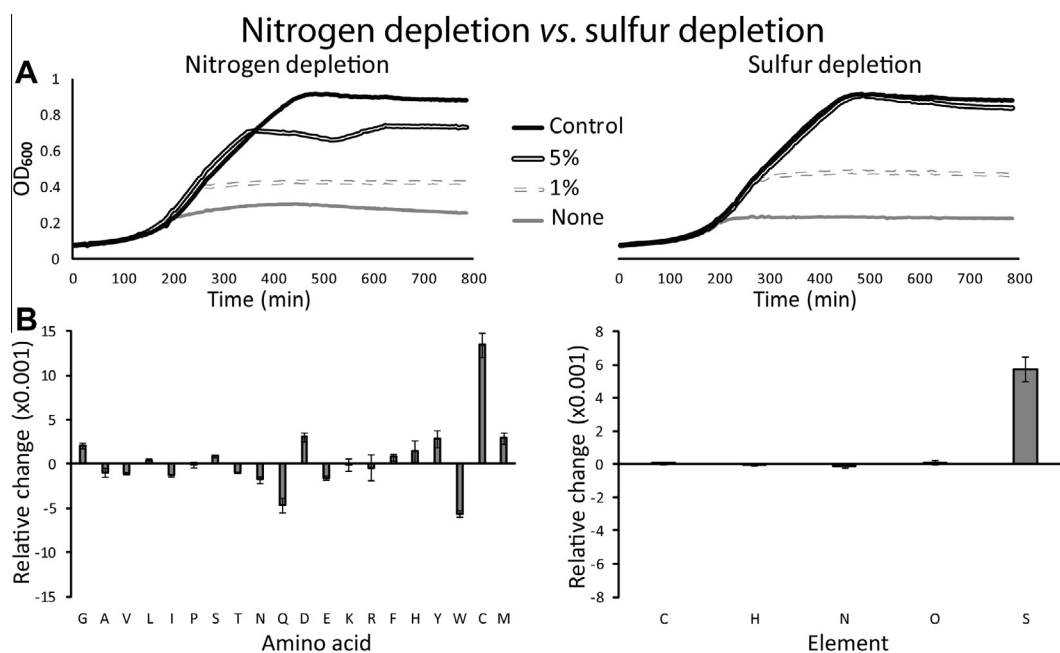 Nitrogen depletion vs. sulfur depletion
A
Nitrogen depletion
Sulfur depletion
OD600
1
0.8
0.6
0.4
0.2
0
0 100 200 300 400 500 600 700 800
Time (min)
Control
5%
1%
None
0 100 200 300 400 500 600 700 800
Time (min)
B
Relative change (x0.001)
15
10
5
0
-5
-10
-15
G A V L I P S T N Q D E K R F H Y W C M
Amino acid
Relative change (x0.001)
8
6
4
2
0
-2
-4
-6
-8
C H N O S
Element